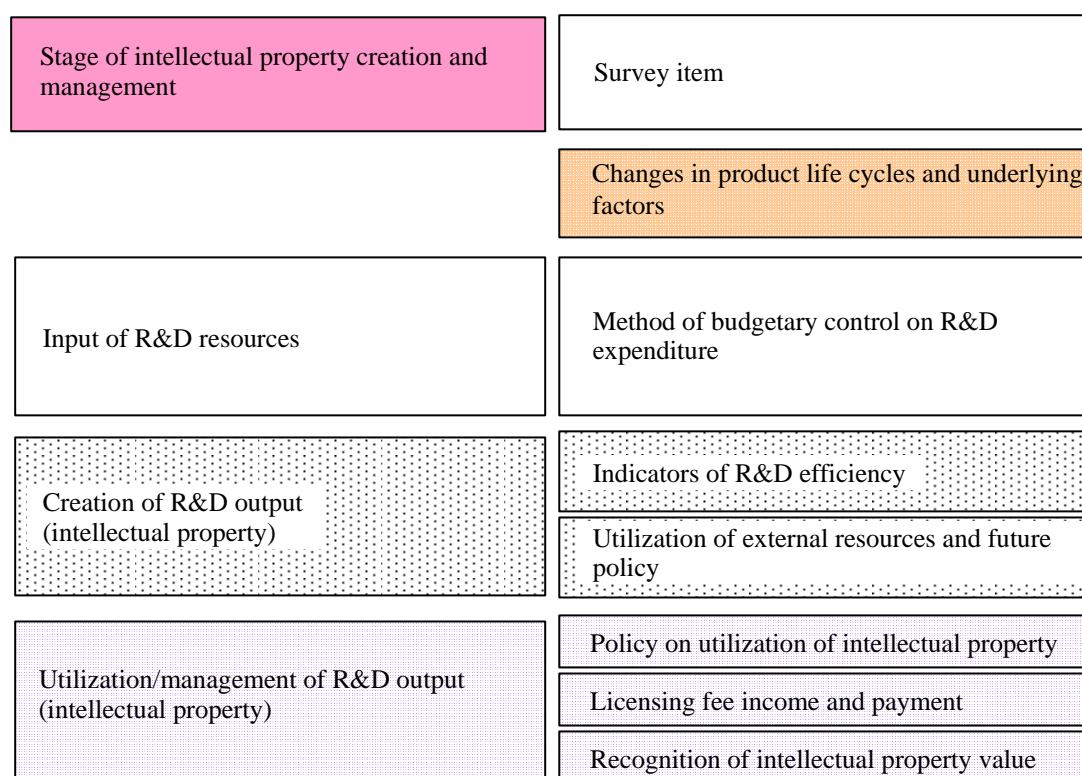 Stage of intellectual property creation and
management
Survey item
Changes in product life cycles and underlying
factors
Input of R&D resources
Method of budgetary control on R&D
expenditure
Creation of R&D output
(intellectual property)
Indicators of R&D efficiency
Utilization of external resources and future
policy
Utilization/management of R&D output
(intellectual property)
Policy on utilization of intellectual property
Licensing fee income and payment
Recognition of intellectual property value